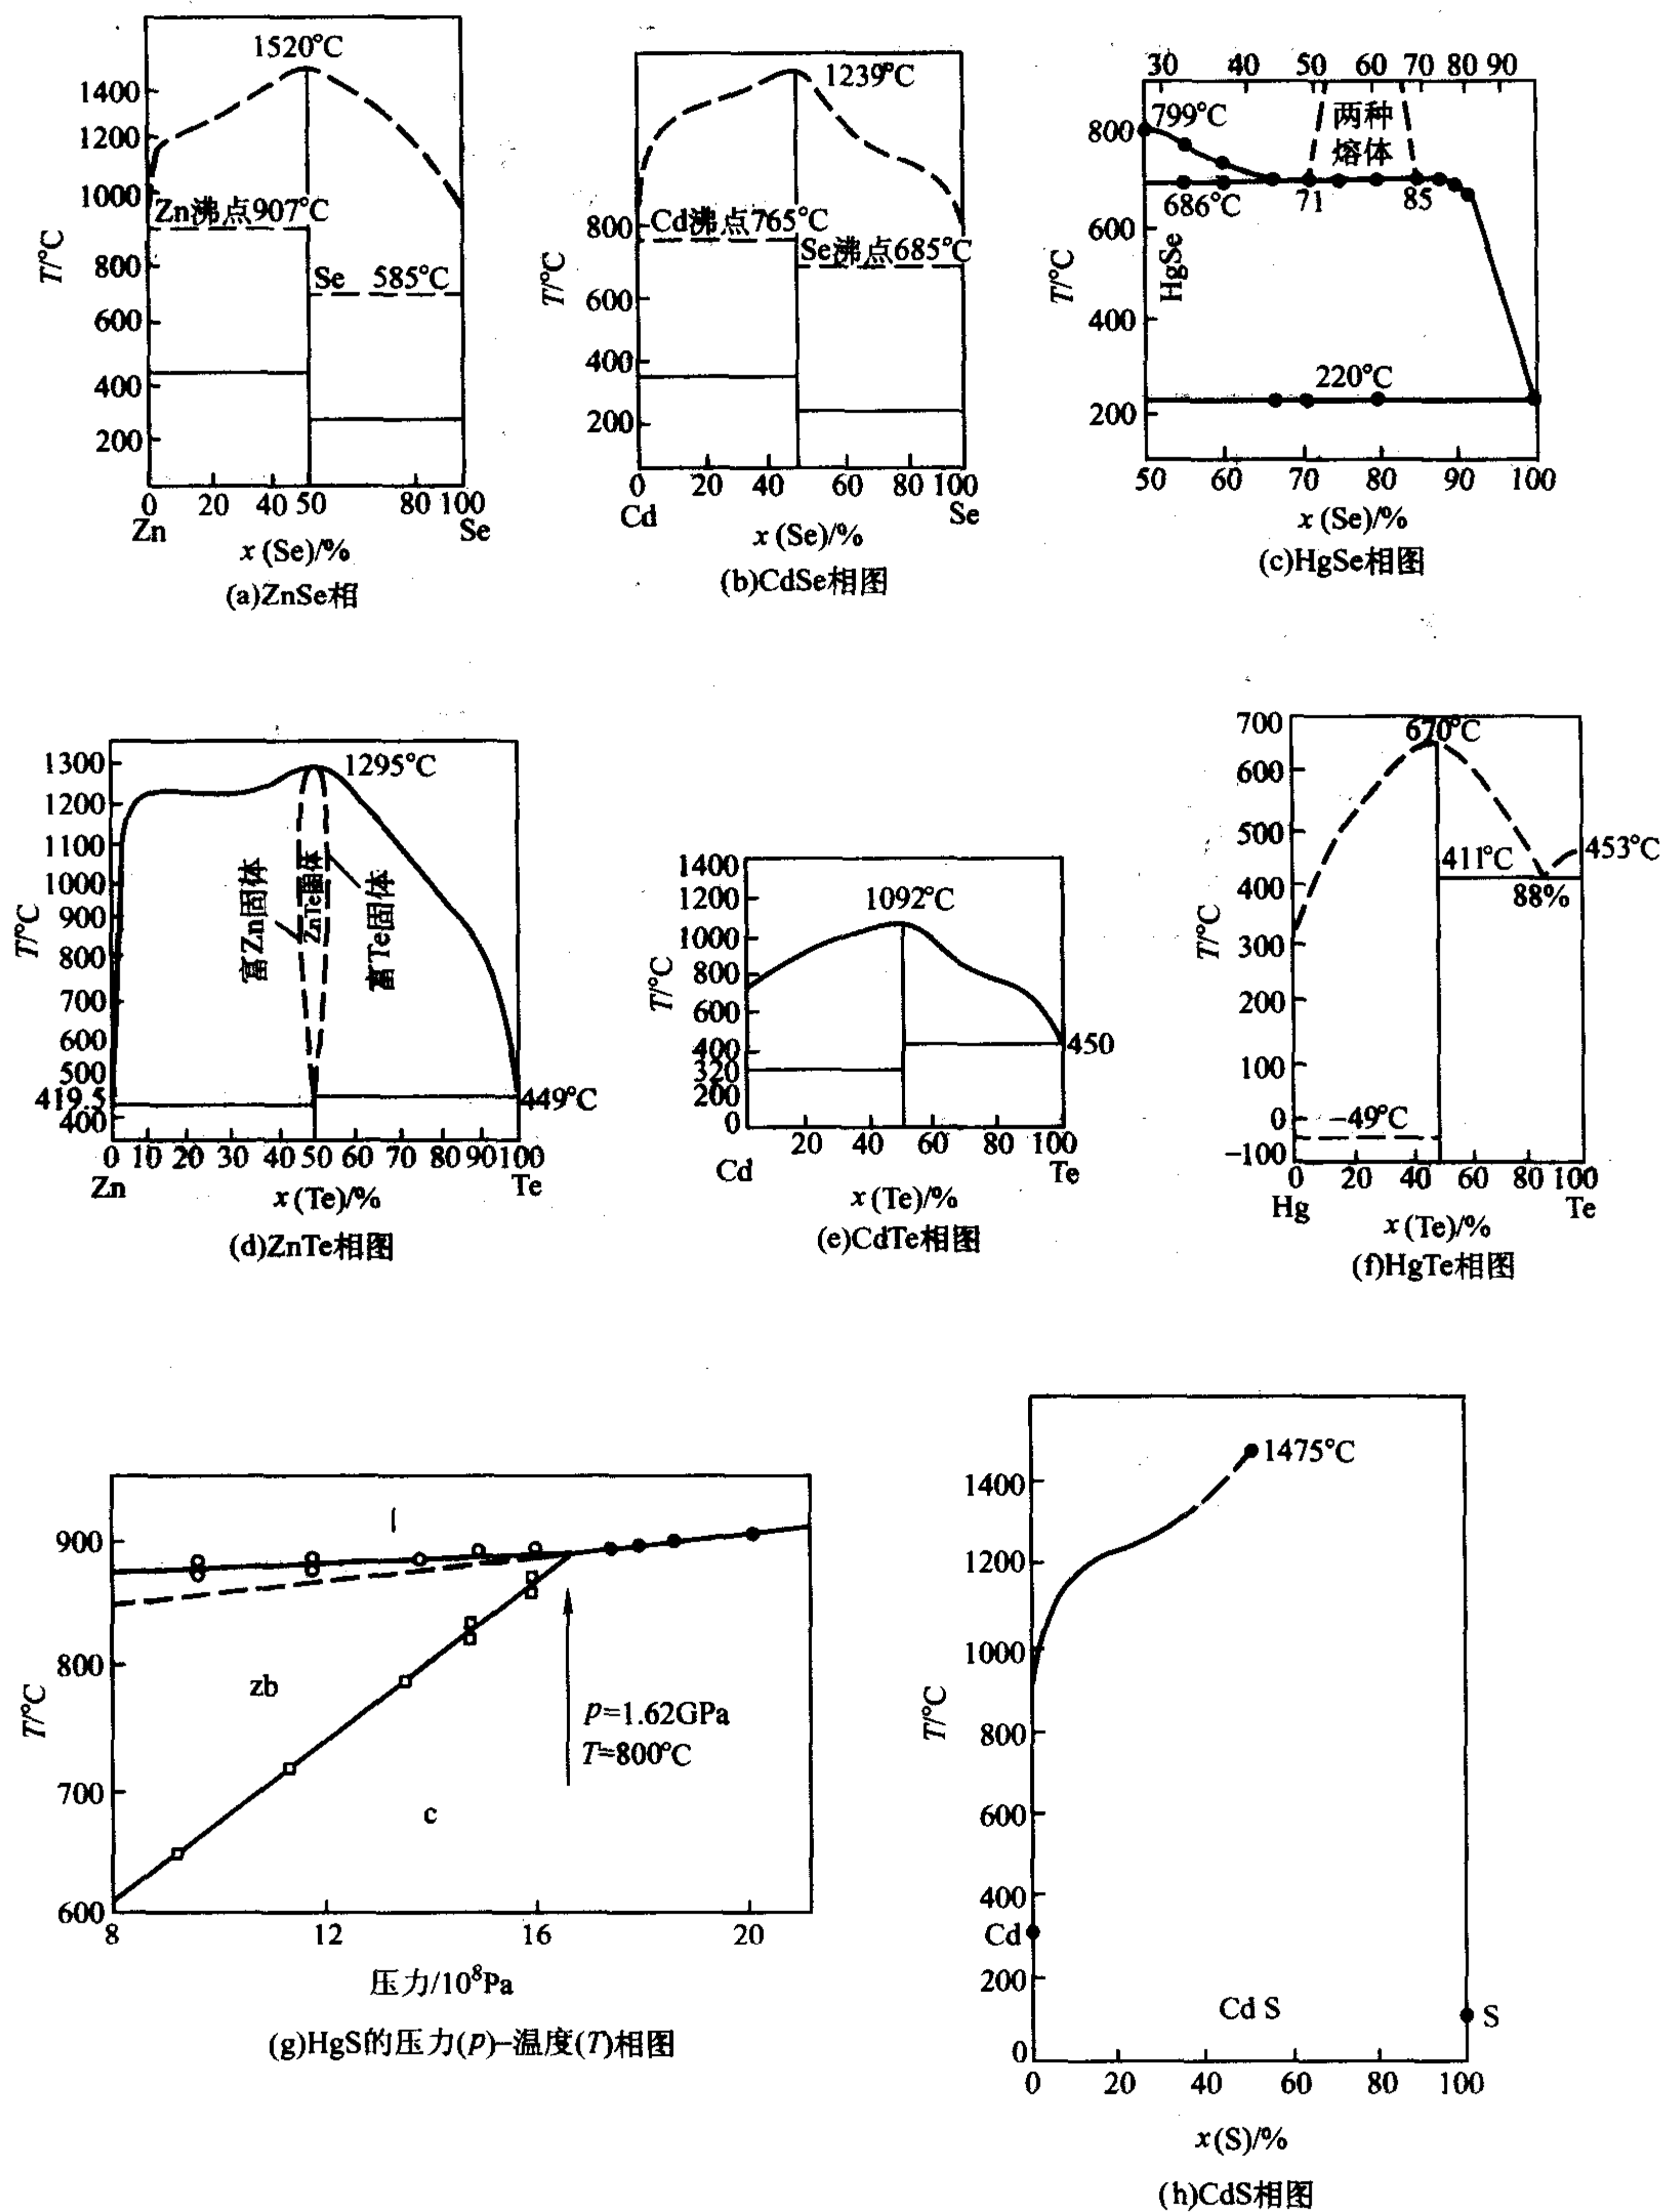 1520°C
1400
1200
1000
800
600
400
200
T/°C
Zn沸点907°C
Se 585°C
0 20 40 50 80 100
Zn Se
x(Se)/%
(a)ZnSe相
1239°C
800
600
400
200
T/°C
Cd沸点765°C
Se沸点685°C
0 20 40 60 80 100
Cd Se
x(Se)/%
(b)CdSe相图
30 40 50 60 70 80 90
799°C
两种
熔体
800
600
400
200
T/°C
686°C
71
85
HgSe
220°C
50 60 70 80 90 100
x(Se)/%
(c)HgSe相图
1300
1200
1100
1000
900
800
700
600
500
419.5
400
T/°C
1295°C
富Zn固体
ZnTe固体
富Te固体
449°C
0 10 20 30 40 50 60 70 80 90 100
Zn Te
x(Te)/%
(d)ZnTe相图
1400
1200
1000
800
600
400
320
200
0
T/°C
1092°C
450
20 40 60 80 100
Cd Te
x(Te)/%
(e)CdTe相图
700
600
500
400
300
200
100
0
-100
T/°C
670°C
411°C
453°C
88%
-49°C
0 20 40 60 80 100
Hg Te
x(Te)/%
(f)HgTe相图
900
800
700
600
T/°C
l
zb
c
p=1.62GPa
T=800°C
8 12 16 20
压力/10⁸Pa
(g)HgS的压力(p)-温度(T)相图
1400
1200
1000
800
600
400
Cd
200
0
T/°C
1475°C
Cd S
S
0 20 40 60 80 100
x(S)/%
(h)CdS相图